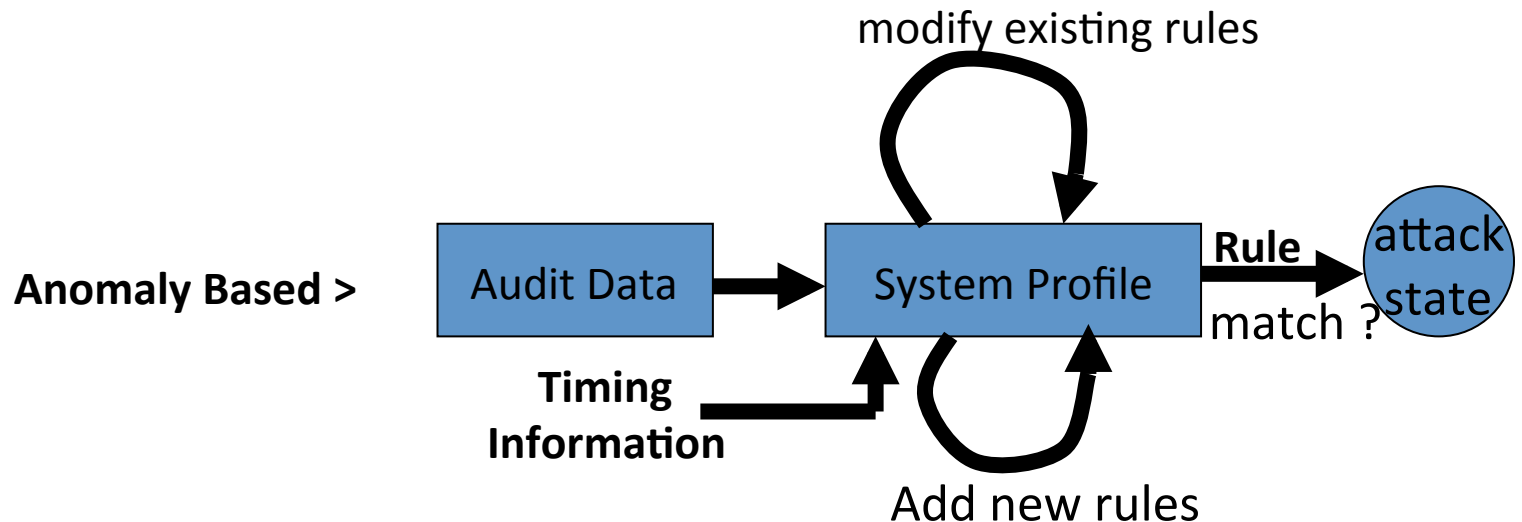 modify existing rules
Anomaly Based >
Audit Data
System Profile
Rule
match ?
attack
state
Timing
Information
Add new rules